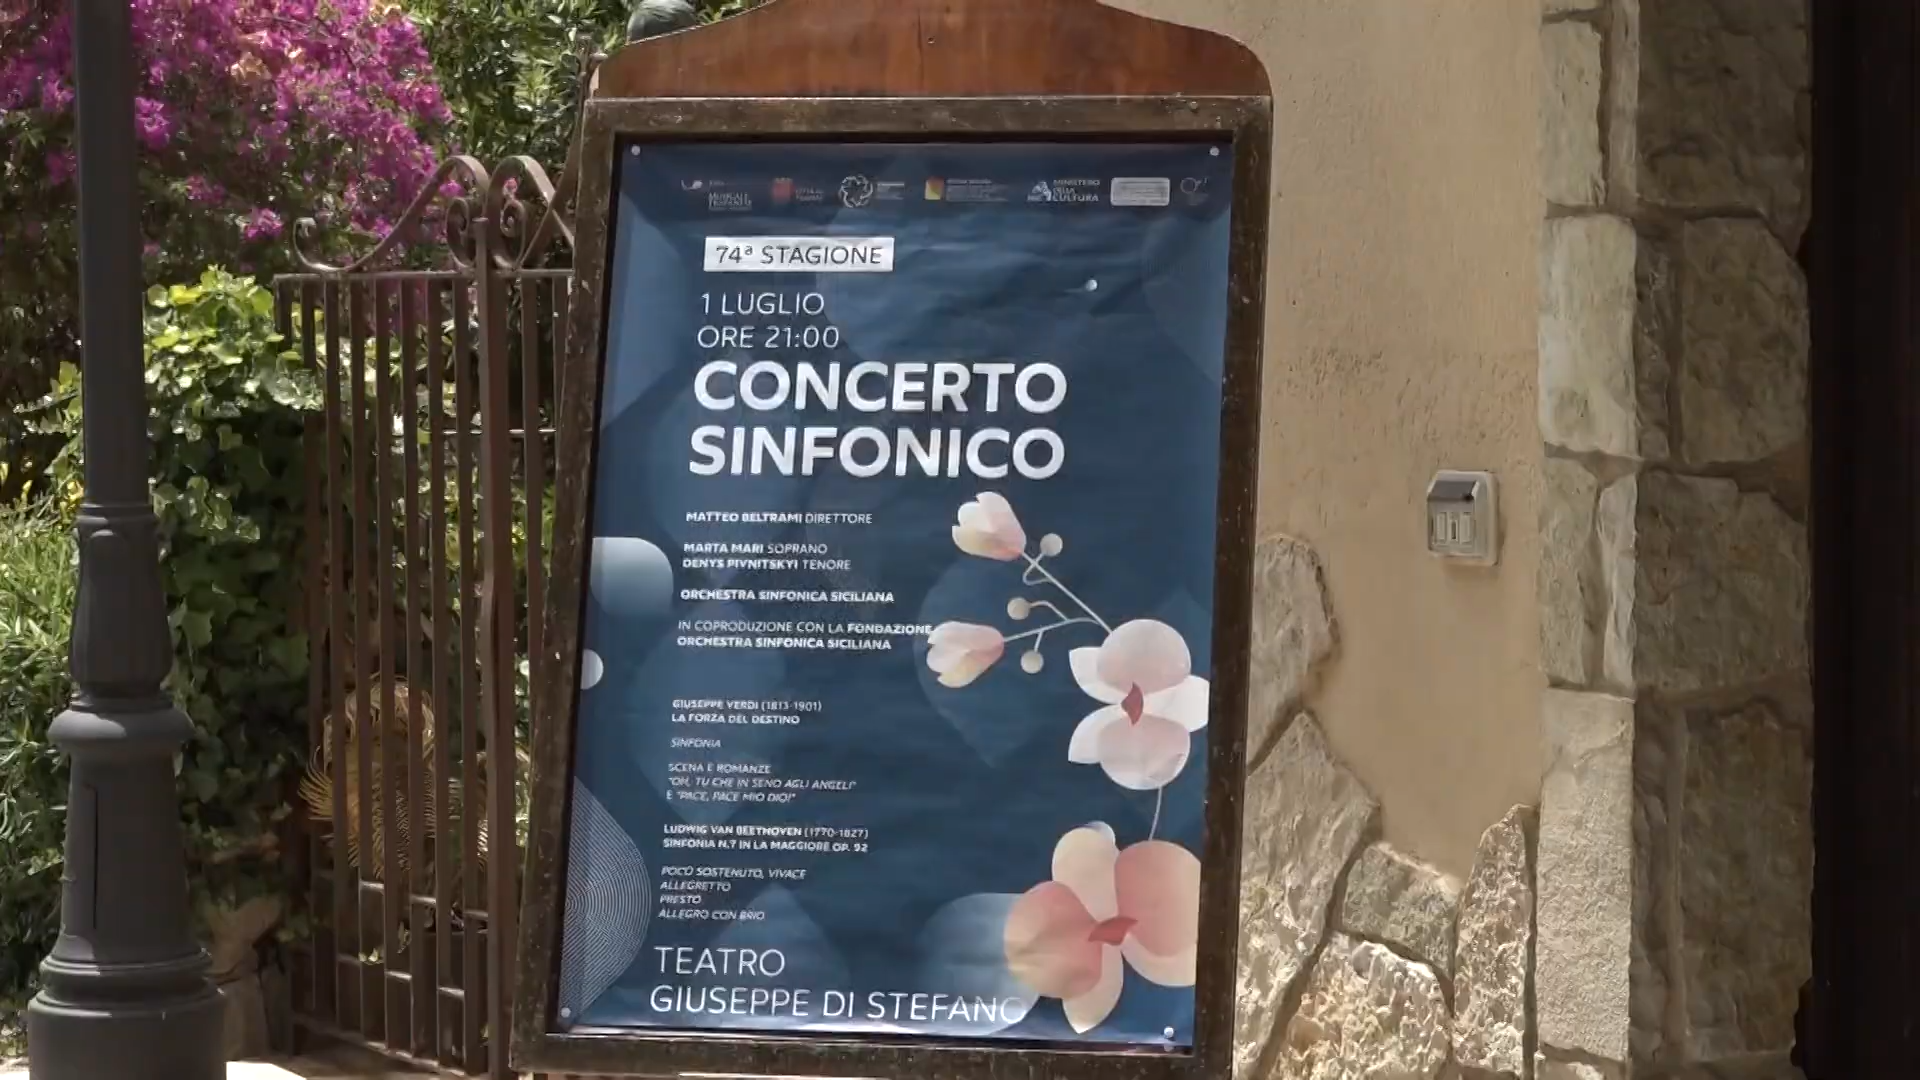 MINISTERO
DELLA
CULTURA
74ª STAGIONE
1 LUGLIO
ORE 21:00
CONCERTO
SINFONICO
MATTEO BELTRAMI DIRETTORE
MARTA MARI SOPRANO
DENYS PIVNITSKYI TENORE
ORCHESTRA SINFONICA SICILIANA
IN COPRODUZIONE CON LA FONDAZIONE
ORCHESTRA SINFONICA SICILIANA
GIUSEPPE VERDI (1813-1901)
LA FORZA DEL DESTINO
SINFONIA
SCENA E ROMANZE
"OH, TU CHE IN SENO AGLI ANGELI"
E "PACE, PACE MIO DIO!"
LUDWIG VAN BEETHOVEN (1770-1827)
SINFONIA N.7 IN LA MAGGIORE OP. 92
POCO SOSTENUTO, VIVACE
ALLEGRETTO
PRESTO
ALLEGRO CON BRIO
TEATRO
GIUSEPPE DI STEFANO